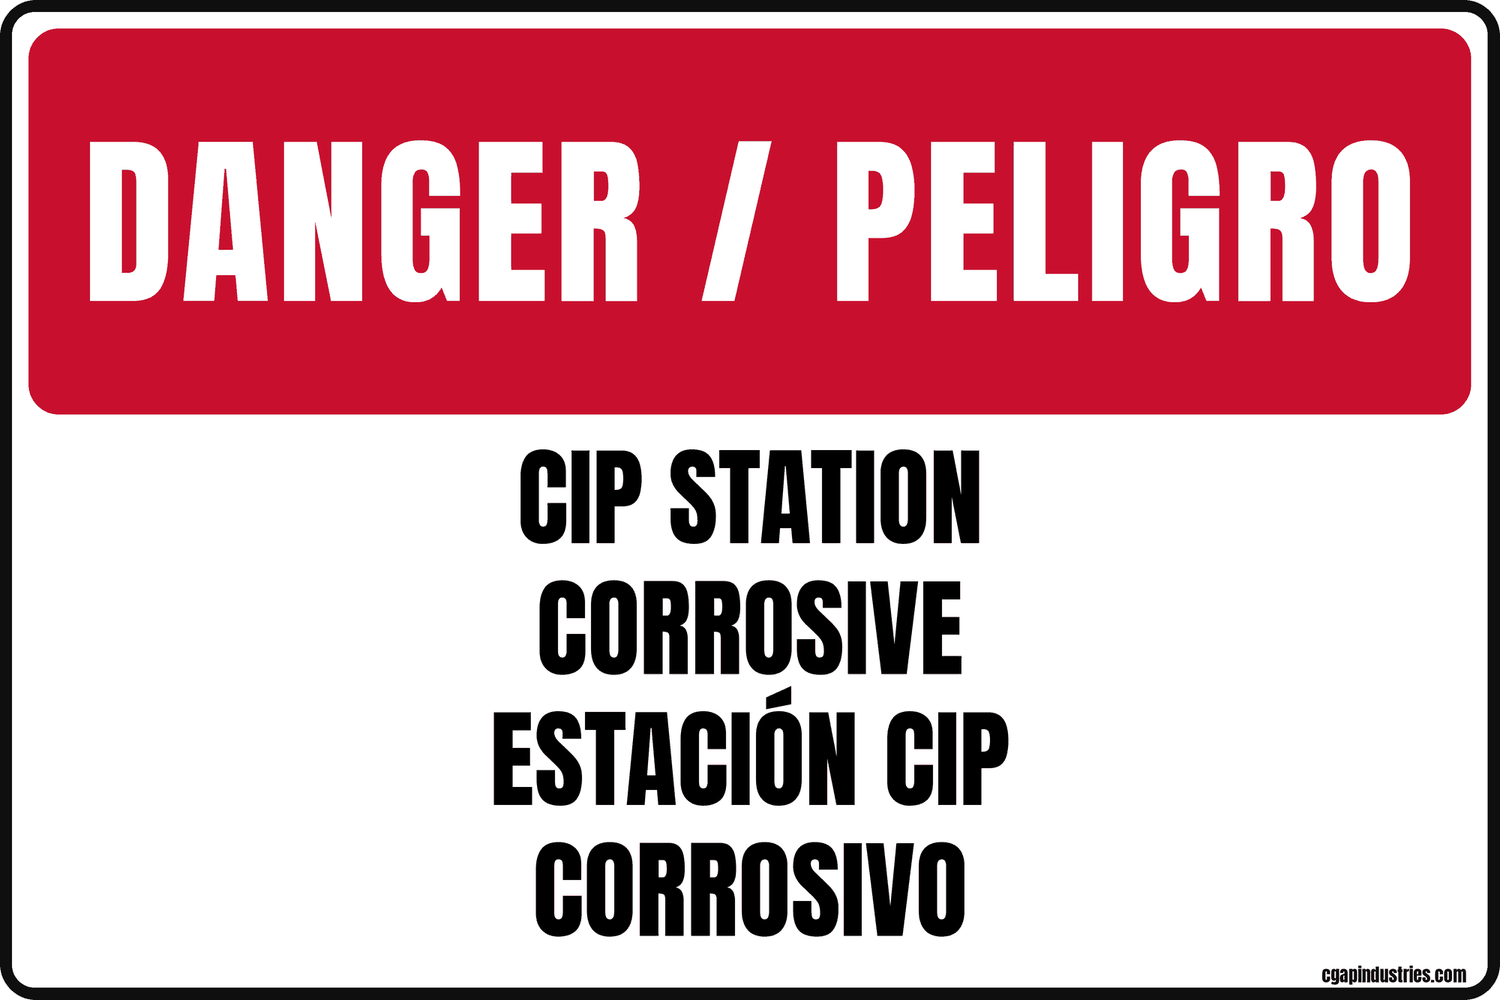 DANGER / PELIGRO
CIP STATION
CORROSIVE
ESTACIÓN CIP
CORROSIVO
cgapindustries.com